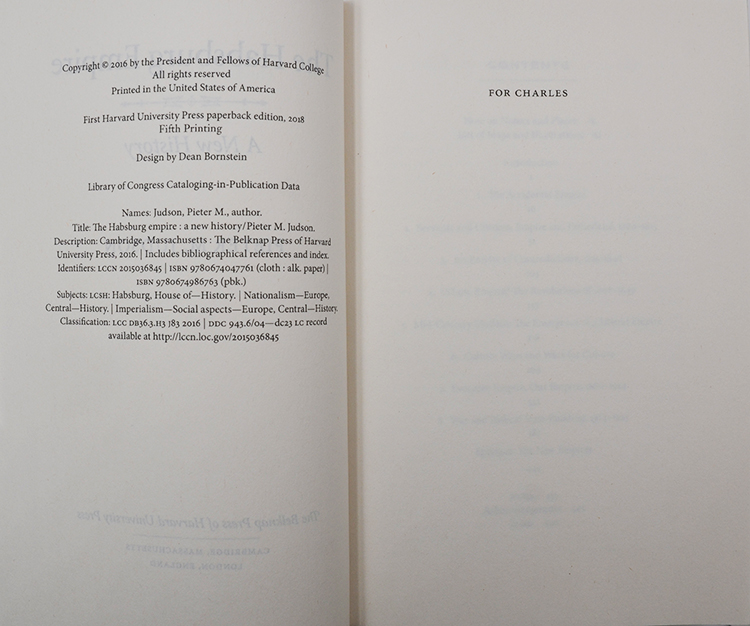 Copyright © 2016 by the President and Fellows of Harvard College
All rights reserved
Printed in the United States of America
First Harvard University Press paperback edition, 2018
Fifth Printing
Design by Dean Bornstein
Library of Congress Cataloging-in-Publication Data
Names: Judson, Pieter M., author.
Title: The Habsburg empire : a new history / Pieter M. Judson.
Description: Cambridge, Massachusetts : The Belknap Press of Harvard
University Press, 2016. | Includes bibliographical references and index.
Identifiers: LCCN 2015036845 | ISBN 9780674047761 (cloth : alk. paper) |
ISBN 9780674986763 (pbk.)
Subjects: LCSH: Habsburg, House of—History. | Nationalism—Europe,
Central—History. | Imperialism—Social aspects—Europe, Central—History.
Classification: LCC DB36.3.H3 J83 2016 | DDC 943.6/04—dc23 LC record
available at http://lccn.loc.gov/2015036845
FOR CHARLES